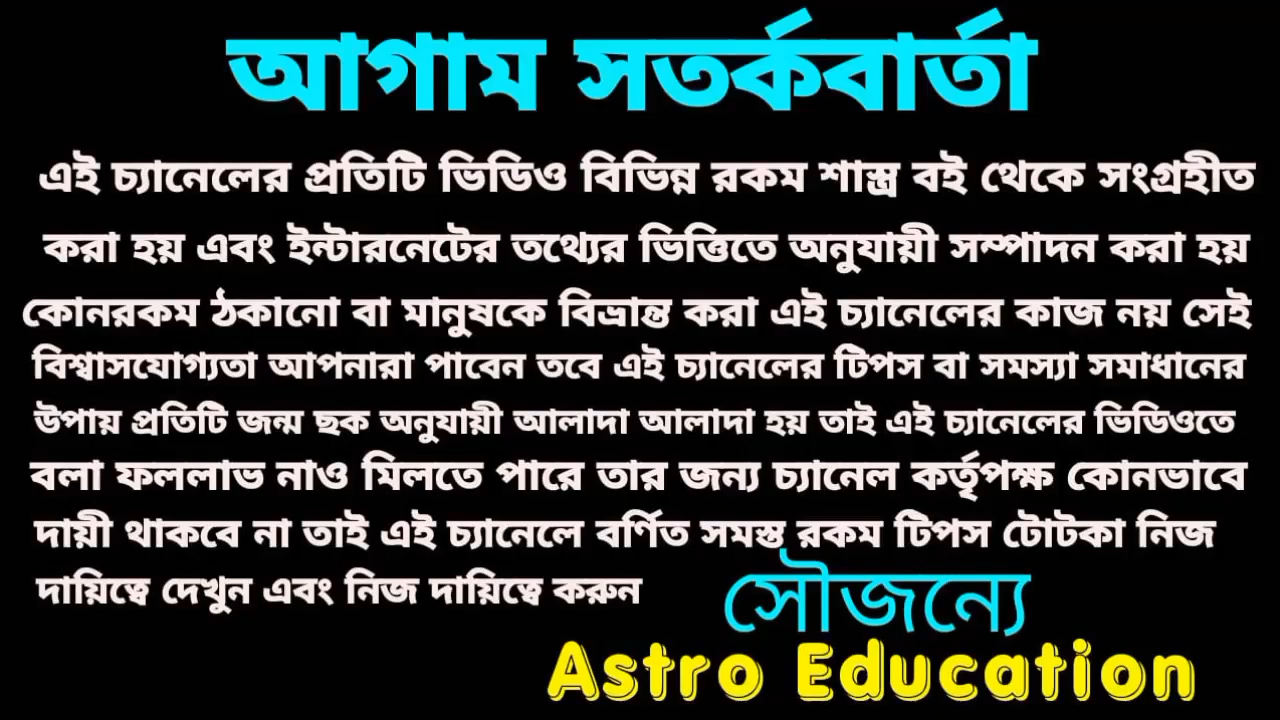 আগাম সতর্কবার্তা
এই চ্যানেলের প্রতিটি ভিডিও বিভিন্ন রকম শাস্ত্র বই থেকে সংগ্রহীত
করা হয় এবং ইন্টারনেটের তথ্যের ভিত্তিতে অনুযায়ী সম্পাদন করা হয়
কোনরকম ঠকানো বা মানুষকে বিভ্রান্ত করা এই চ্যানেলের কাজ নয় সেই
বিশ্বাসযোগ্যতা আপনারা পাবেন তবে এই চ্যানেলের টিপস বা সমস্যা সমাধানের
উপায় প্রতিটি জন্ম ছক অনুযায়ী আলাদা আলাদা হয় তাই এই চ্যানেলের ভিডিওতে
বলা ফললাভ নাও মিলতে পারে তার জন্য চ্যানেল কর্তৃপক্ষ কোনভাবে
দায়ী থাকবে না তাই এই চ্যানেলে বর্ণিত সমস্ত রকম টিপস টোটকা নিজ
দায়িত্বে দেখুন এবং নিজ দায়িত্বে করুন
সৌজন্যে
Astro Education